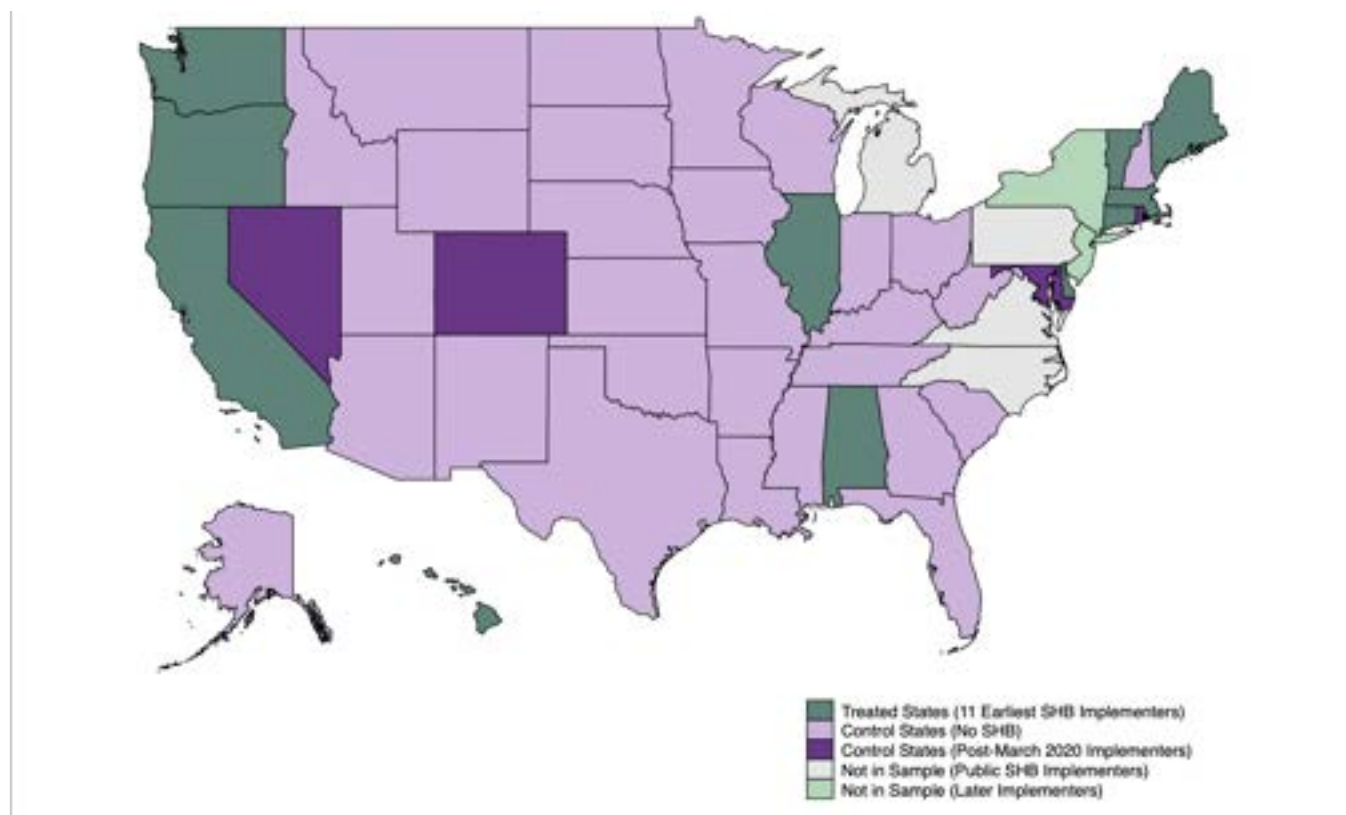 Treated States (11 Earliest SHB Implementers)
Control States (No SHB)
Control States (Post-March 2020 Implementers)
Not in Sample (Public SHB Implementers)
Not in Sample (Later Implementers)